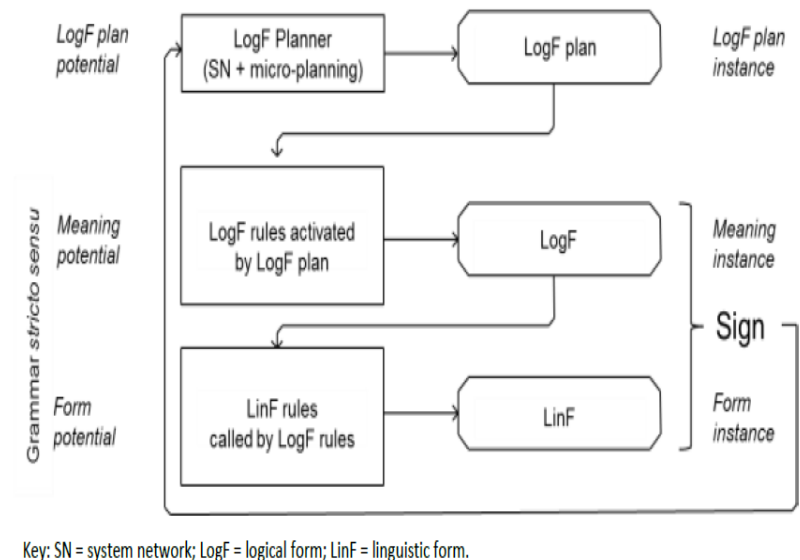 LogF plan
potential
LogF Planner
(SN + micro-planning)
LogF plan
LogF plan
instance
Grammar stricto sensu
Meaning
potential
LogF rules activated
by LogF plan
LogF
Meaning
instance
Sign
Form
potential
LinF rules
called by LogF rules
LinF
Form
instance
Key: SN = system network; LogF = logical form; LinF = linguistic form.